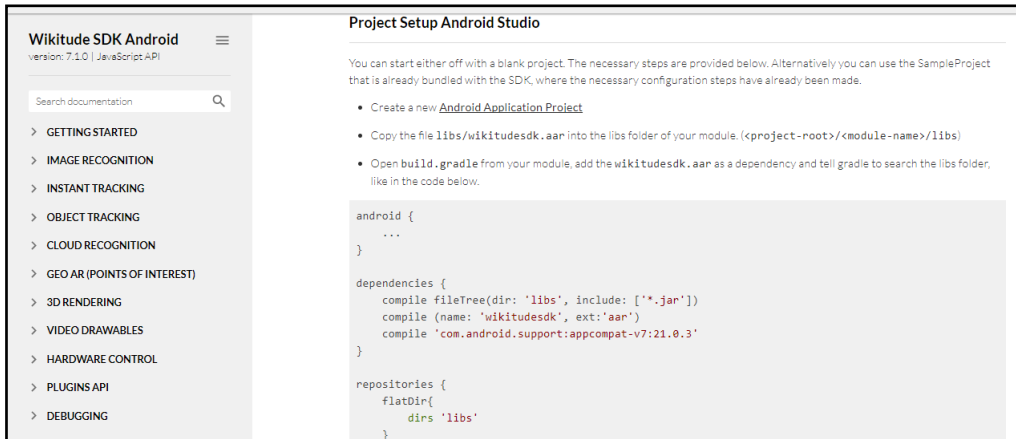 Wikitude SDK Android
version: 7.1.0 | JavaScript API
Search documentation
GETTING STARTED
IMAGE RECOGNITION
INSTANT TRACKING
OBJECT TRACKING
CLOUD RECOGNITION
GEO AR (POINTS OF INTEREST)
3D RENDERING
VIDEO DRAWABLES
HARDWARE CONTROL
PLUGINS API
DEBUGGING
Project Setup Android Studio
You can start either off with a blank project. The necessary steps are provided below. Alternatively you can use the SampleProject
that is already bundled with the SDK, where the necessary configuration steps have already been made.
• Create a new Android Application Project
• Copy the file libs/wikitudesdk.aar into the libs folder of your module. (<project-root>/<module-name>/libs)
• Open build.gradle from your module, add the wikitudesdk.aar as a dependency and tell gradle to search the libs folder,
like in the code below.
android {
...
}
dependencies {
compile fileTree(dir: 'libs', include: ['*.jar'])
compile (name: 'wikitudesdk', ext:'aar')
compile 'com.android.support:appcompat-v7:21.0.3'
}
repositories {
flatDir{
dirs 'libs'
}